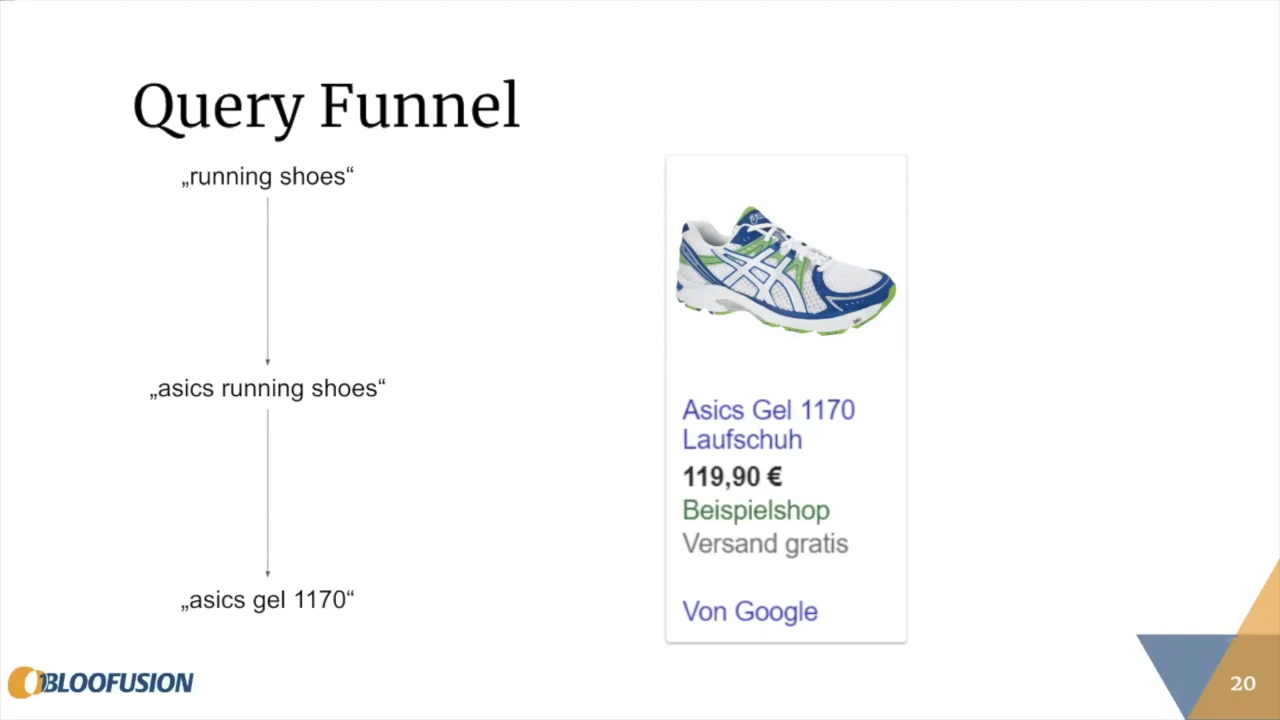 Query Funnel
„running shoes“
„asics running shoes“
„asics gel 1170“
Asics Gel 1170
Laufschuh
119,90 €
Beispielshop
Versand gratis
Von Google
BLOOFUSION
20